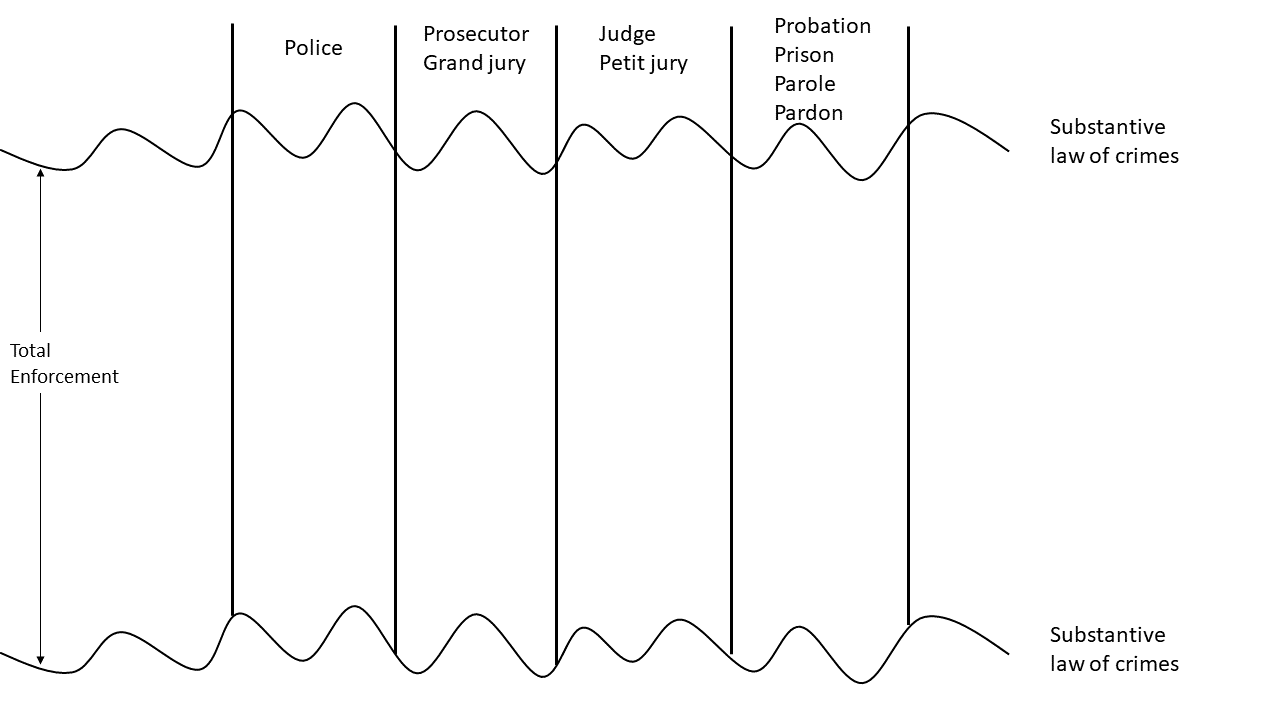 Police
Prosecutor
Grand jury
Judge
Petit jury
Probation
Prison
Parole
Pardon
Substantive
law of crimes
Total
Enforcement
Substantive
law of crimes